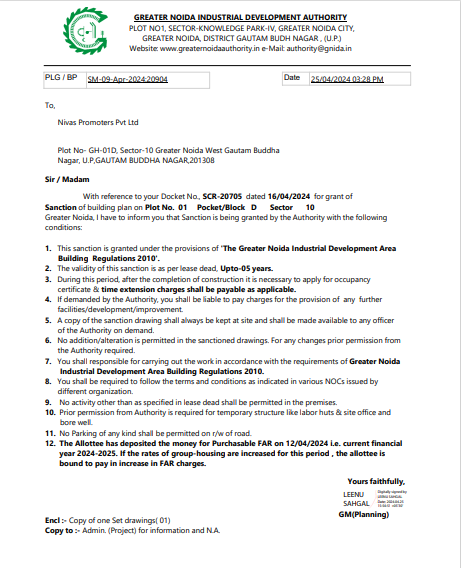 GREATER NOIDA INDUSTRIAL DEVELOPMENT AUTHORITY
PLOT NO1, SECTOR-KNOWLEDGE PARK-IV, GREATER NOIDA CITY,
GREATER NOIDA, DISTRICT GAUTAM BUDH NAGAR , (U.P.)
Website www.greaternoidaauthority.in e-Mail: authority@gnida.in
PLG / BP SM-09-Apr-2024:20904 Date 25/04/2024 03:28 PM
To,
Nivas Promoters Pvt Ltd
Plot No- GH-01D, Sector-10 Greater Noida West Gautam Buddha
Nagar, U.P,GAUTAM BUDDHA NAGAR,201308
Sir / Madam
With reference to your Docket No., SCR-20705 dated 16/04/2024 for grant of
Sanction of building plan on Plot No. 01 Pocket/Block D Sector 10
Greater Noida, I have to inform you that Sanction is being granted by the Authority with the following
conditions:
1. This sanction is granted under the provisions of 'The Greater Noida Industrial Development Area
Building Regulations 2010'.
2. The validity of this sanction is as per lease dead, Upto-05 years.
3. During this period, after the completion of construction it is necessary to apply for occupancy
certificate & time extension charges shall be payable as applicable.
4. If demanded by the Authority, you shall be liable to pay charges for the provision of any further
facilities/development/improvement.
5. A copy of the sanction drawing shall always be kept at site and shall be made available to any officer
of the Authority on demand.
6. No addition/alteration is permitted in the sanctioned drawings. For any changes prior permission from
the Authority required.
7. You shall responsible for carrying out the work in accordance with the requirements of Greater Noida
Industrial Development Area Building Regulations 2010.
8. You shall be required to follow the terms and conditions as indicated in various NOCs issued by
different organization.
9. No activity other than as specified in lease dead shall be permitted in the premises.
10. Prior permission from Authority is required for temporary structure like labor huts & site office and
bore well.
11. No Parking of any kind shall be permitted on r/w of road.
12. The Allottee has deposited the money for Purchasable FAR on 12/04/2024 i.e. current financial
year 2024-2025. If the rates of group-housing are increased for this period , the allottee is
bound to pay in increase in FAR charges.
Yours faithfully,
LEENU
SAHGAL
Digitally signed by
LEENU SAHGAL
GM(Planning)
Encl :- Copy of one Set drawings( 01)
Copy to :- Admin. (Project) for information and N.A.